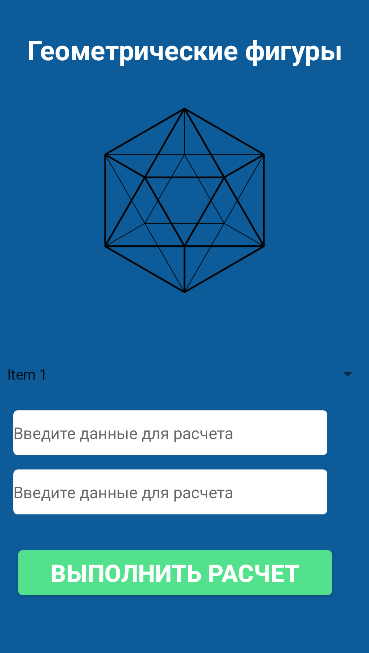 Геометрические фигуры
Item 1
Введите данные для расчета
Введите данные для расчета
ВЫПОЛНИТЬ РАСЧЕТ